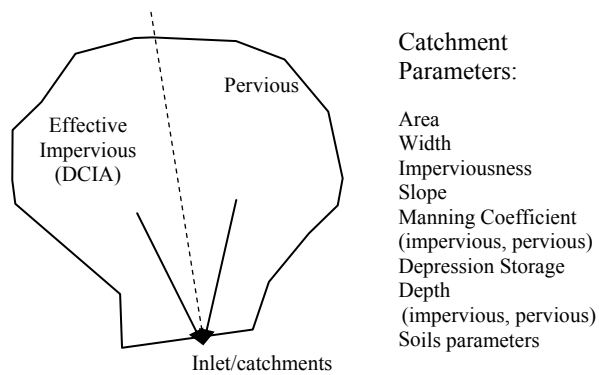 Pervious
Effective
Impervious
(DCIA)
Inlet/catchments
Catchment
Parameters:
Area
Width
Imperviousness
Slope
Manning Coefficient
(impervious, pervious)
Depression Storage
Depth
(impervious, pervious)
Soils parameters